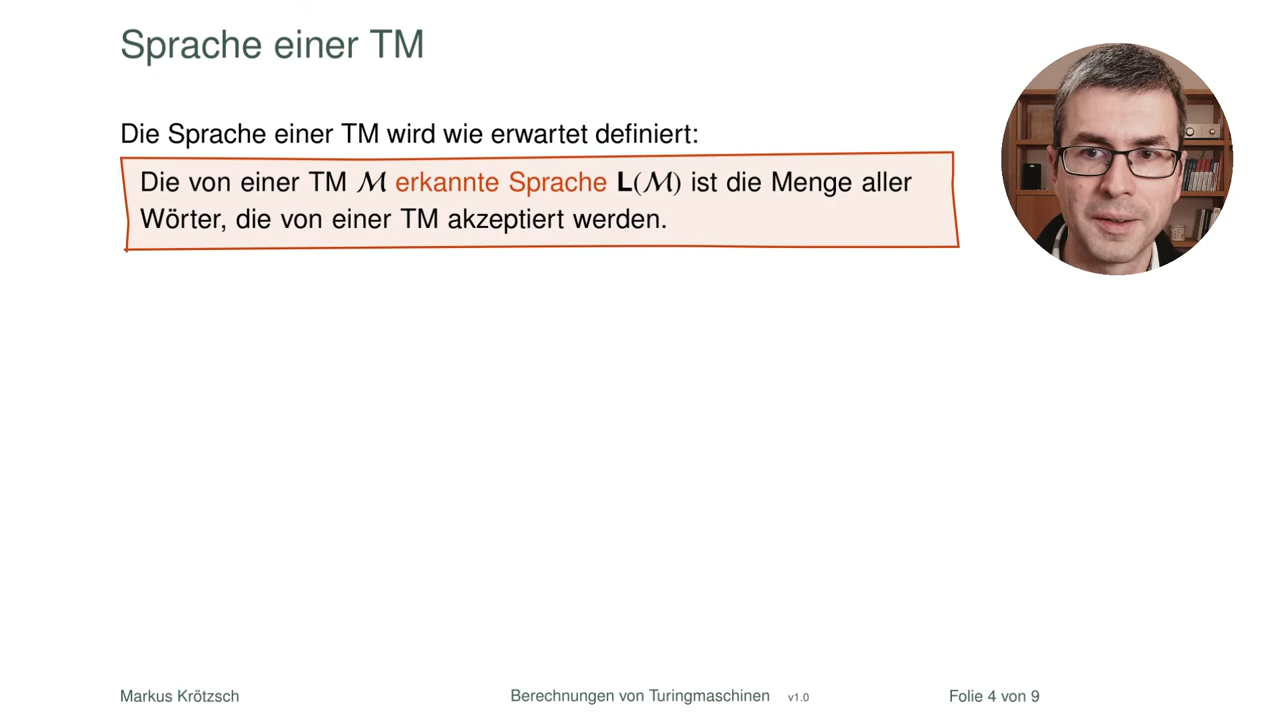 Sprache einer TM
Die Sprache einer TM wird wie erwartet definiert:
Die von einer TM ℳ erkannte Sprache L(ℳ) ist die Menge aller
Wörter, die von einer TM akzeptiert werden.
Markus Krötzsch Berechnungen von Turingmaschinen v1.0 Folie 4 von 9